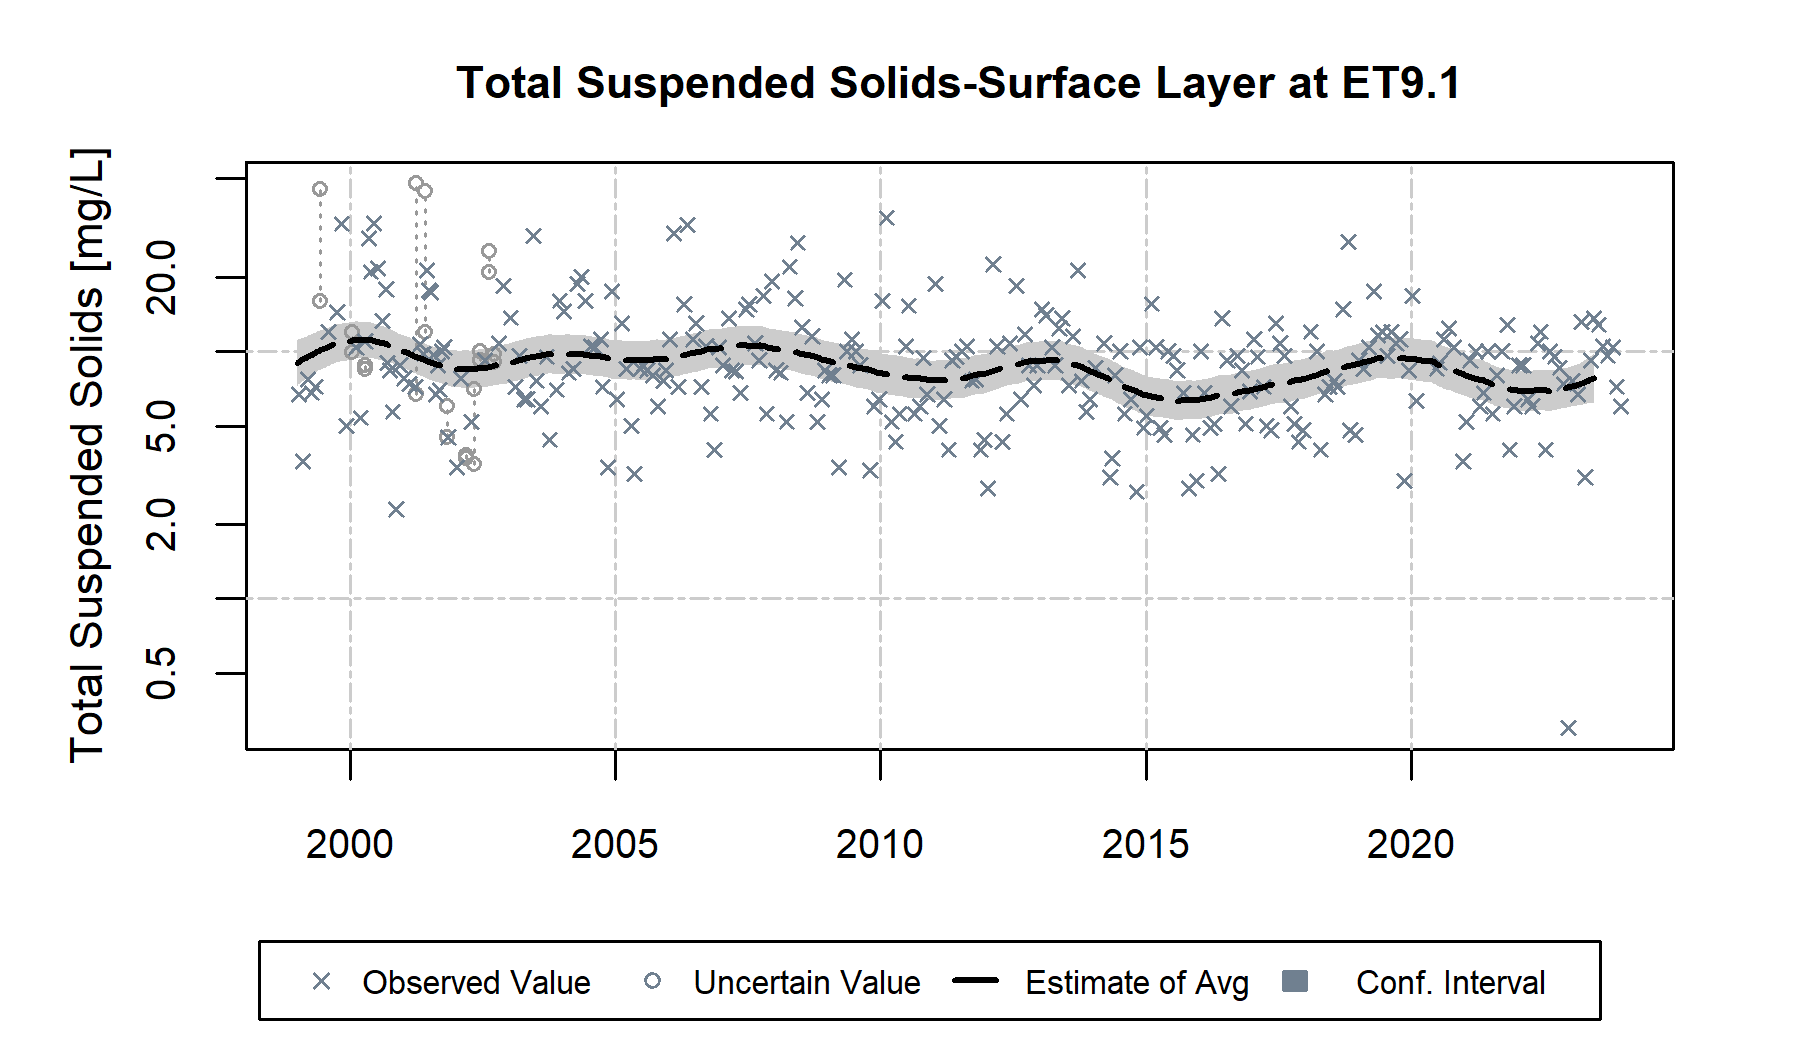 Total Suspended Solids-Surface Layer at ET9.1
Total Suspended Solids [mg/L]
20.0
5.0
2.0
0.5
2000 2005 2010 2015 2020
Observed Value Uncertain Value Estimate of Avg Conf. Interval